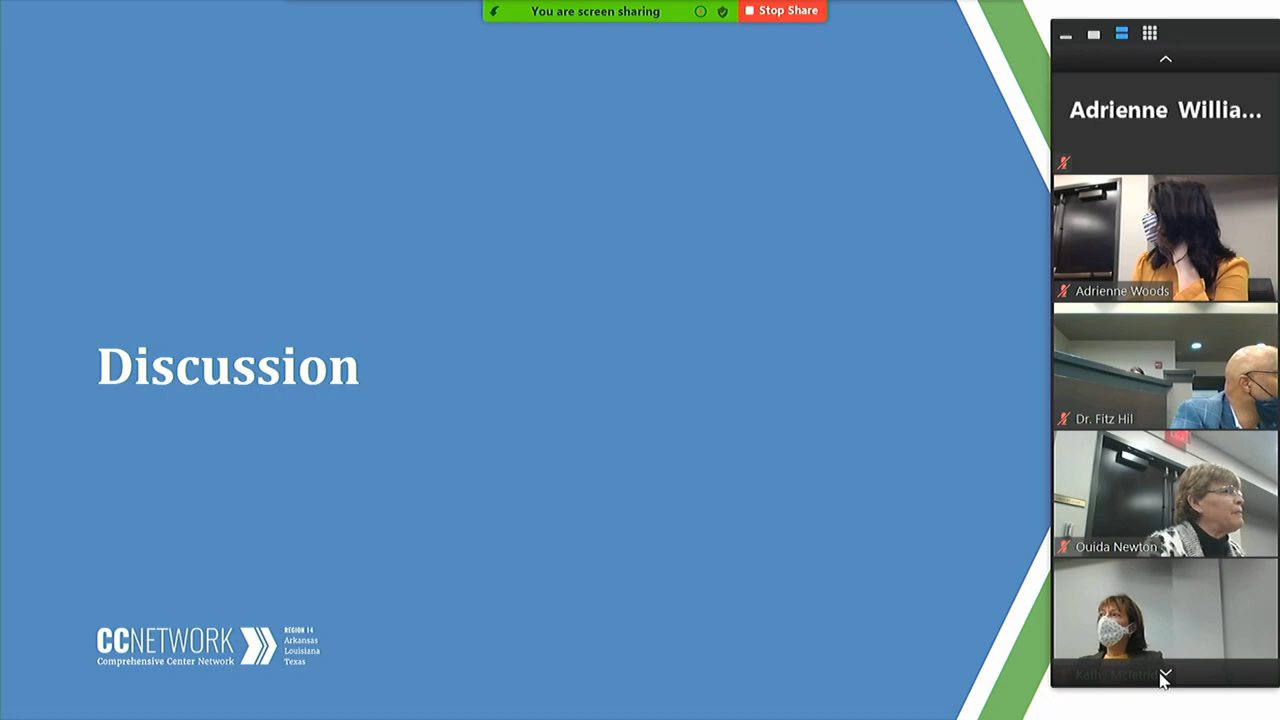 You are screen sharing
Stop Share
Adrienne Willia...
Adrienne Woods
Dr. Fitz Hil
Ouida Newton
Discussion
CCNETWORK
Comprehensive Center Network
REGION 14
Arkansas
Louisiana
Texas
Kathy